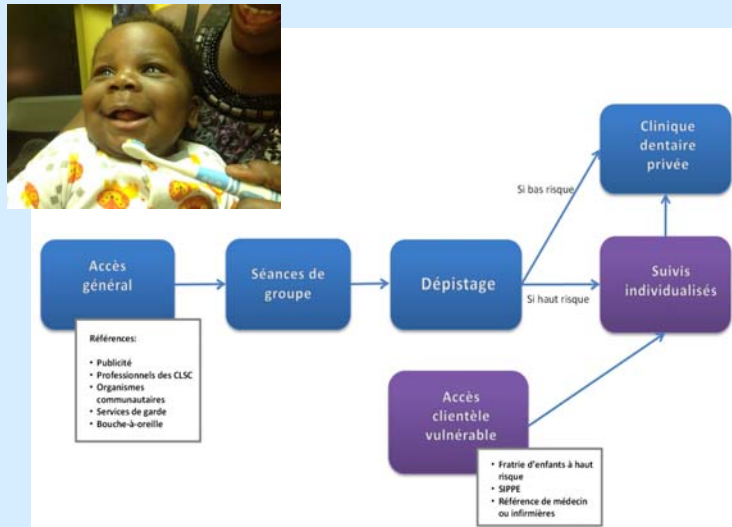 Clinique
dentaire
privée
Si bas risque
Accès
général
Séances de
groupe
Dépistage
Si haut risque
Suivis
individualisés
Références:
• Publicité
• Professionnels des CLSC
• Organismes
communautaires
• Services de garde
• Bouche-à-oreille
Accès
clientèle
vulnérable
• Fratrie d'enfants à haut
risque
• SIPPE
• Référence de médecin
ou infirmières